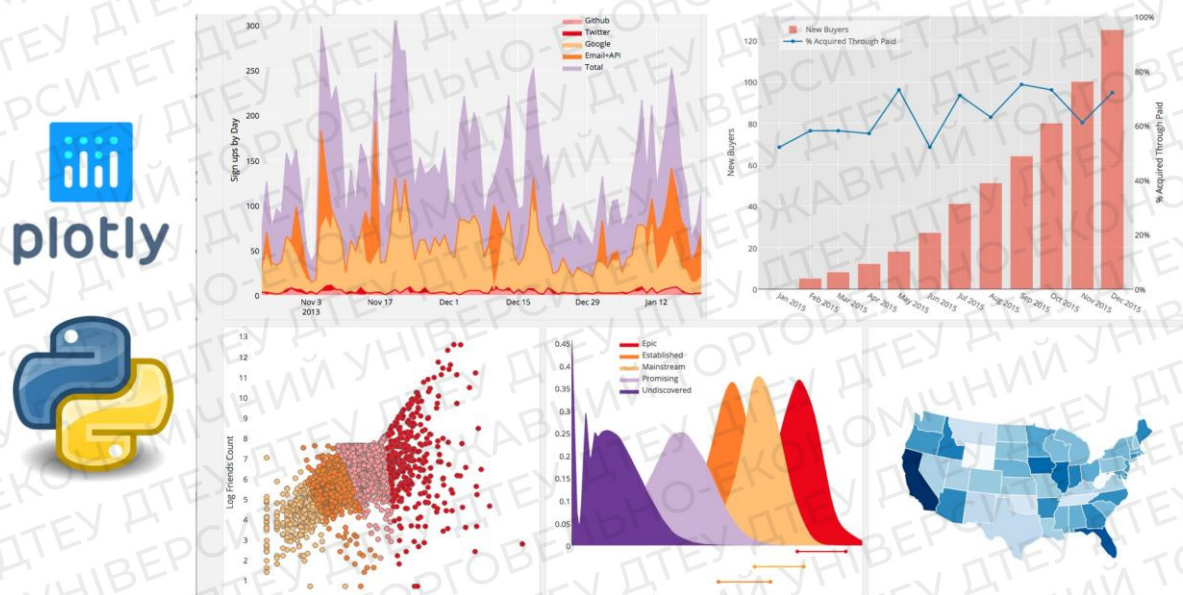 plotly
300
250
200
150
100
50
0
Sign ups by Day
Github
Twitter
Google
Email+API
Total
Nov 3
2013
Nov 17
Dec 1
Dec 15
Dec 29
Jan 12
New Buyers
% Acquired Through Paid
120
100
80
60
40
20
0
New Buyers
100%
80%
60%
40%
20%
0%
% Acquired Through Paid
Jan 2015
Feb 2015
Mar 2015
Apr 2015
May 2015
Jun 2015
Jul 2015
Aug 2015
Sep 2015
Oct 2015
Nov 2015
Dec 2015
13
12
11
10
9
8
7
6
5
4
3
2
1
Log Friends Count
0.45
0.4
0.35
0.3
0.25
0.2
0.15
0.1
0.05
0
Epic
Established
Mainstream
Promising
Undiscovered